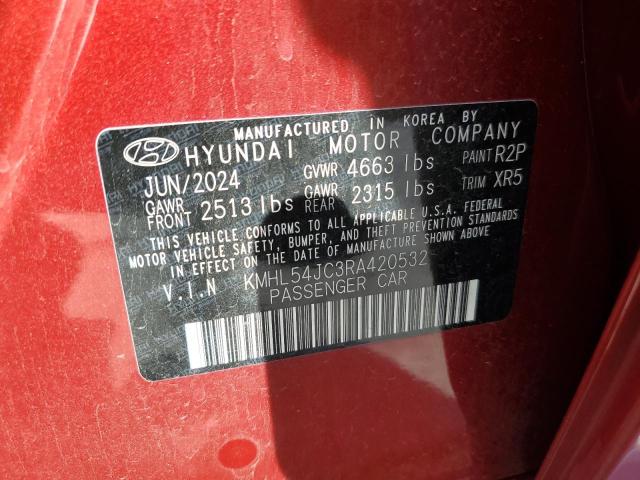 MANUFACTURED IN KOREA BY
HYUNDAI MOTOR COMPANY
JUN/2024 GVWR 4663 lbs PAINT R2P
GAWR FRONT 2513 lbs GAWR REAR 2315 lbs TRIM XR5
THIS VEHICLE CONFORMS TO ALL APPLICABLE U.S.A. FEDERAL
MOTOR VEHICLE SAFETY, BUMPER, AND THEFT PREVENTION STANDARDS
IN EFFECT ON THE DATE OF MANUFACTURE SHOWN ABOVE
V.I.N KMHL54JC3RA420532
PASSENGER CAR